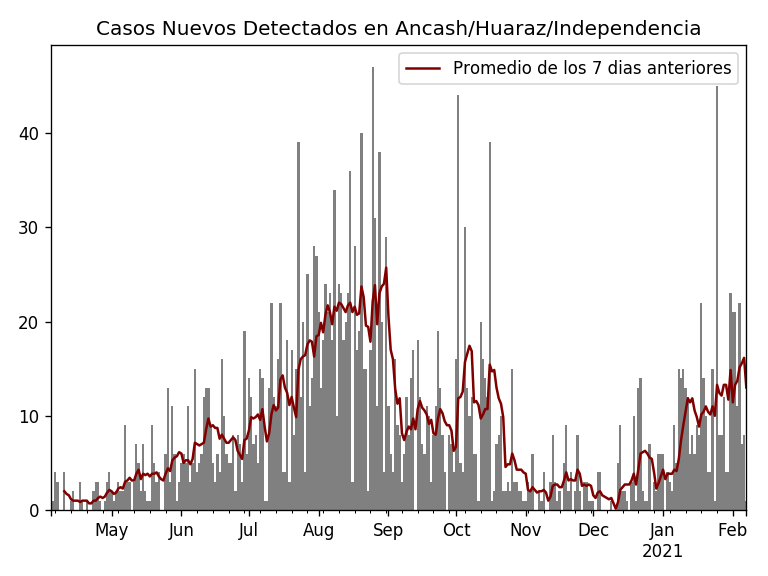 Casos Nuevos Detectados en Ancash/Huaraz/Independencia
Promedio de los 7 dias anteriores
40
30
20
10
0
May Jun Jul Aug Sep Oct Nov Dec Jan Feb
2021